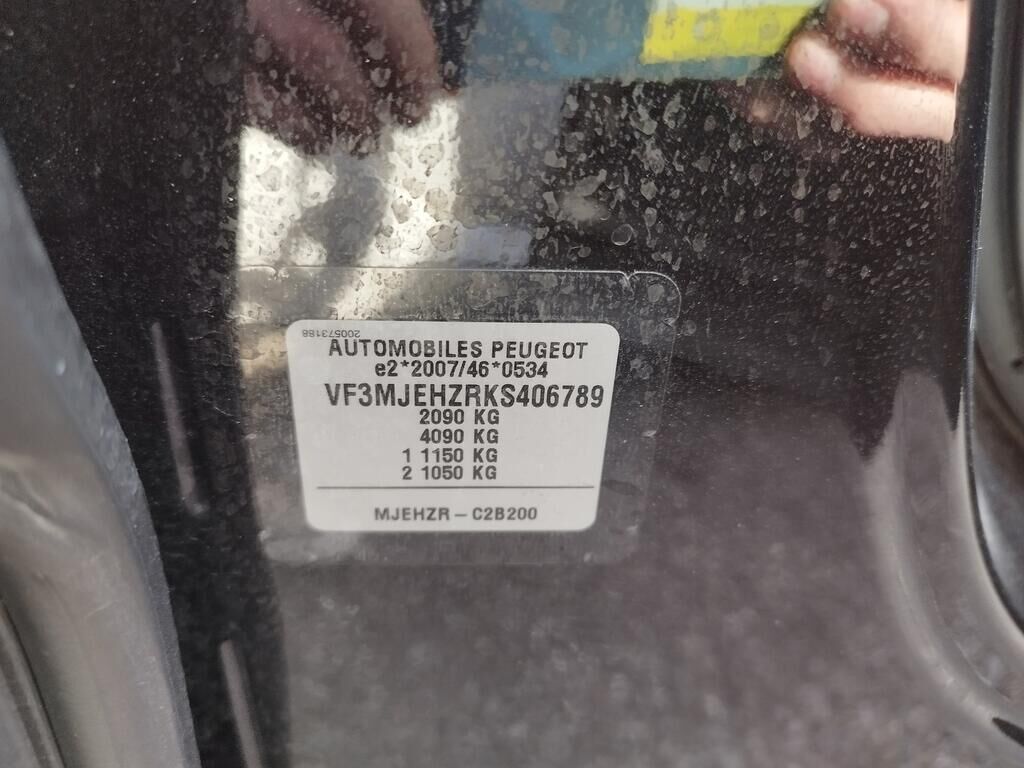 200573188
AUTOMOBILES PEUGEOT
e2*2007/46*0534
VF3MJEHZRKS406789
2090 KG
4090 KG
1 1150 KG
2 1050 KG
MJEHZR - C2B200